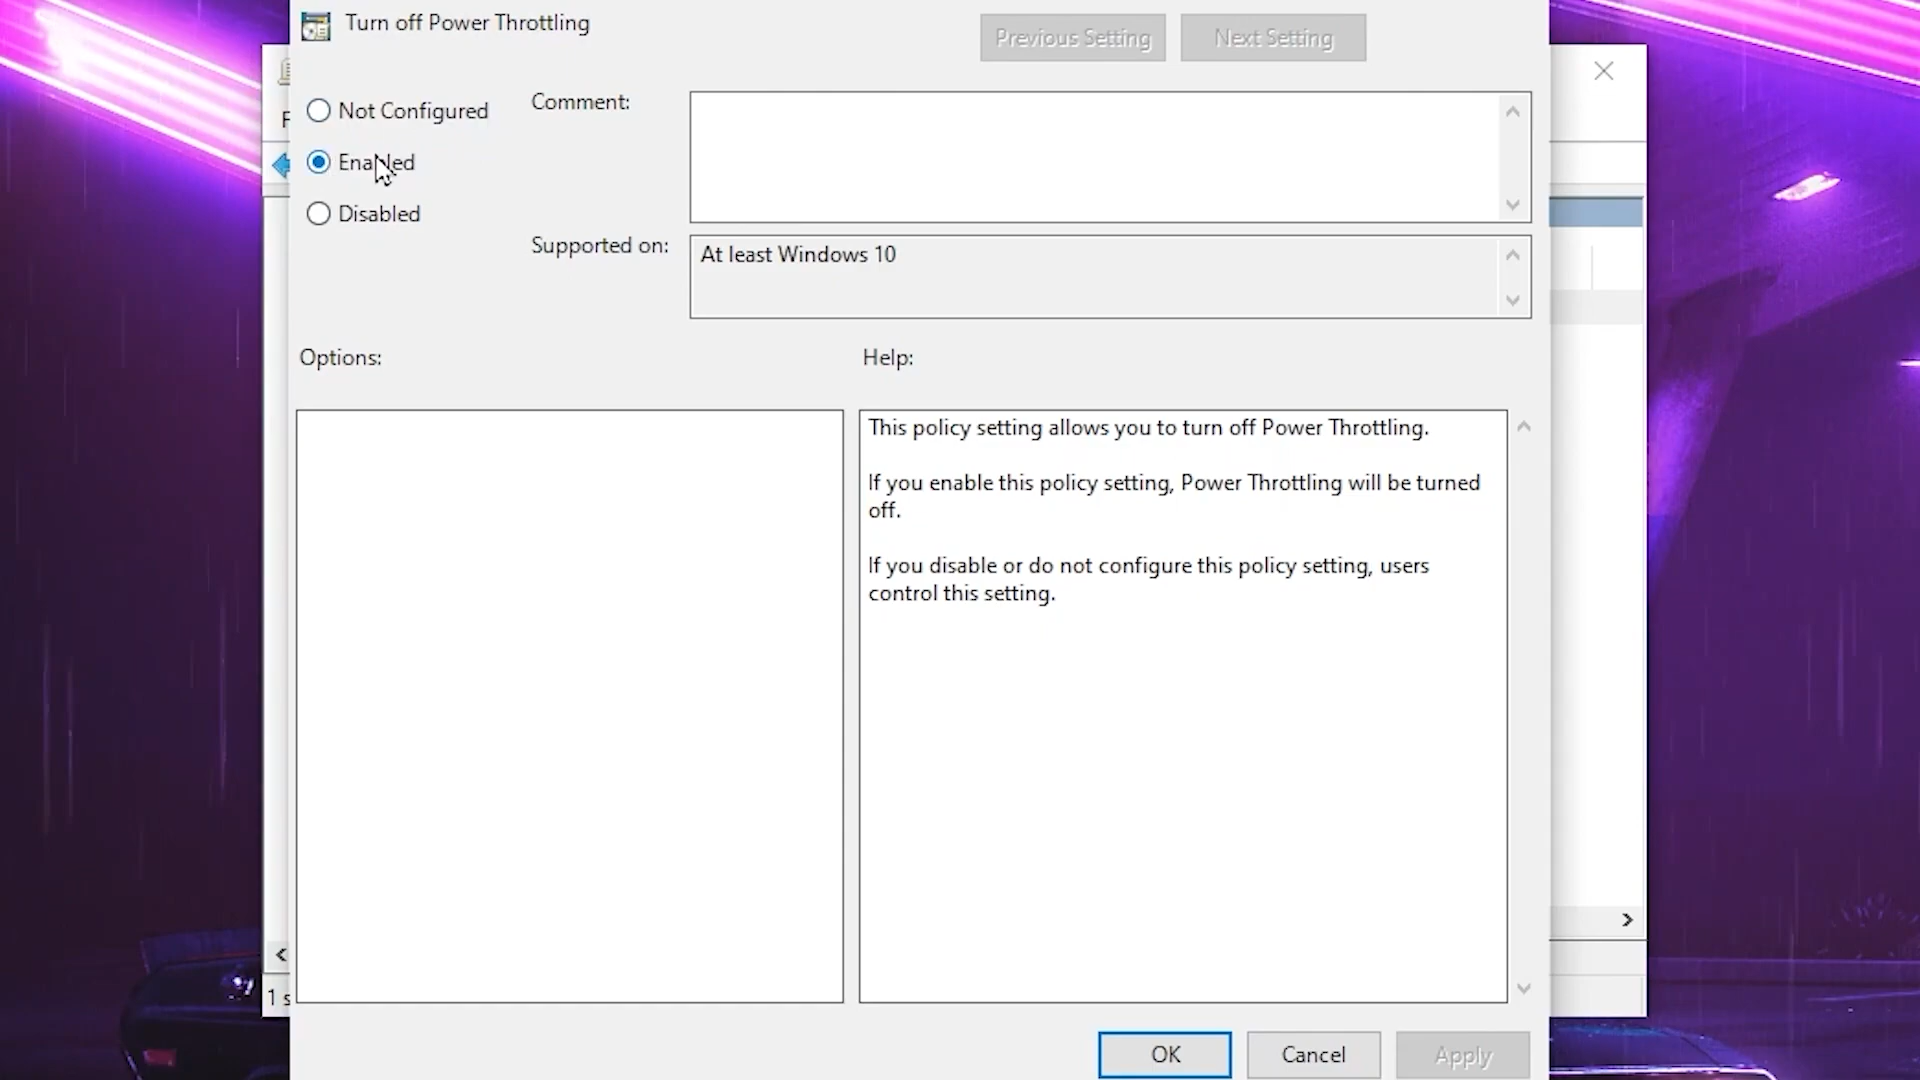 Turn off Power Throttling
Previous Setting
Next Setting
Not Configured
Comment:
Enabled
Disabled
Supported on:
At least Windows 10
Options:
Help:
This policy setting allows you to turn off Power Throttling.
If you enable this policy setting, Power Throttling will be turned
off.
If you disable or do not configure this policy setting, users
control this setting.
1 s
OK
Cancel
Apply